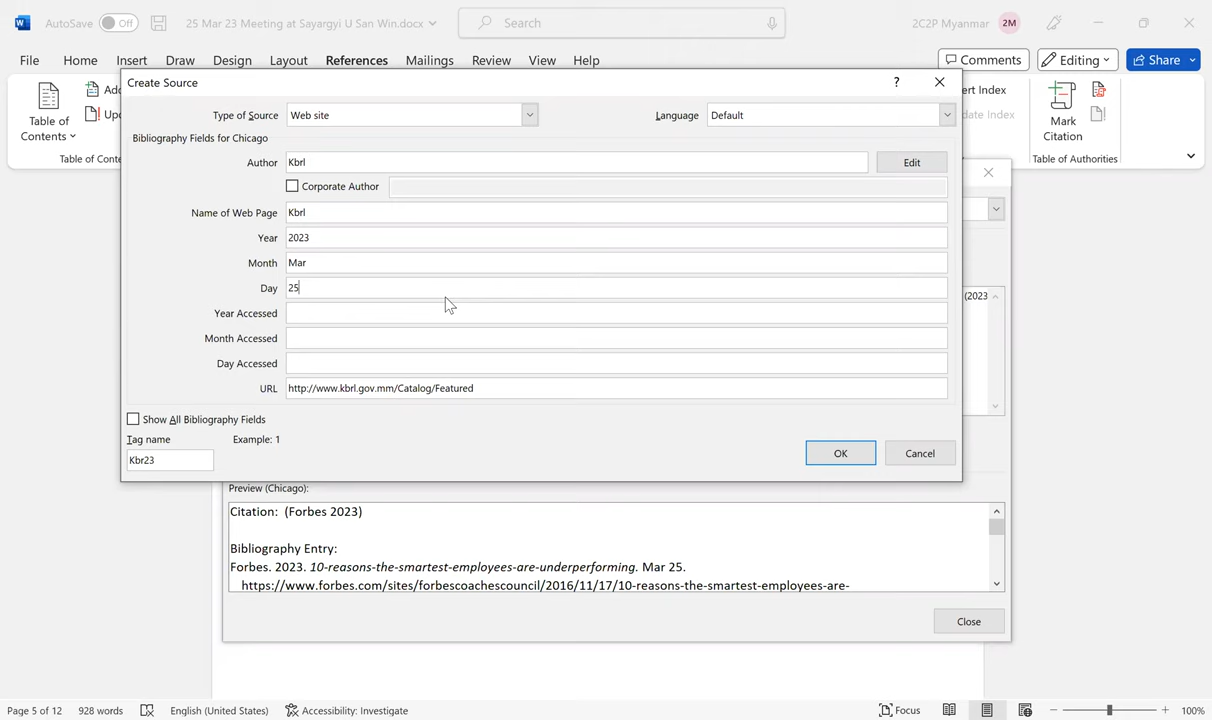 AutoSave Off 25 Mar 23 Meeting at Sayargyi U San Win.docx Search 2C2P Myanmar 2M
File Home Insert Draw Design Layout References Mailings Review View Help Comments Editing Share
Create Source ?
Table of Contents
Table of Conte
Type of Source Web site Language Default
Bibliography Fields for Chicago
Author Kbrl Edit
Corporate Author
Name of Web Page Kbrl
Year 2023
Month Mar
Day 25
Year Accessed
Month Accessed
Day Accessed
URL http://www.kbrl.gov.mm/Catalog/Featured
Show All Bibliography Fields
Tag name Example: 1
Kbr23
OK Cancel
ert Index
date Index
Mark Citation
Table of Authorities
(2023
Preview (Chicago):
Citation: (Forbes 2023)
Bibliography Entry:
Forbes. 2023. 10-reasons-the-smartest-employees-are-underperforming. Mar 25.
https://www.forbes.com/sites/forbescoachescouncil/2016/11/17/10-reasons-the-smartest-employees-are-
Close
Page 5 of 12 928 words English (United States) Accessibility: Investigate Focus 100%